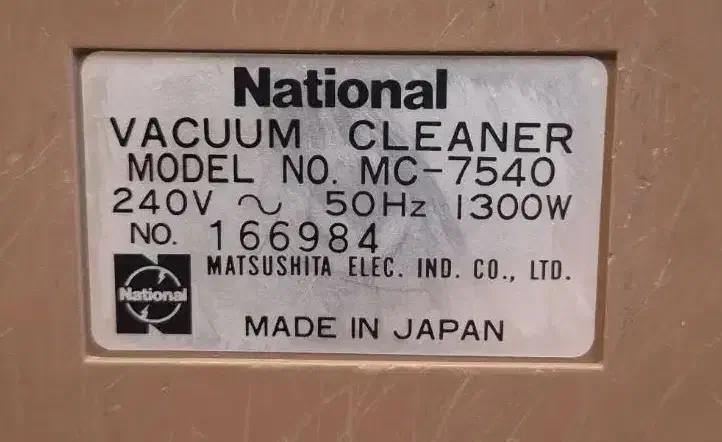 National
VACUUM CLEANER
MODEL NO. MC-7540
240V ∼ 50Hz 1300W
NO. 166984
MATSUSHITA ELEC. IND. CO., LTD.
National
MADE IN JAPAN